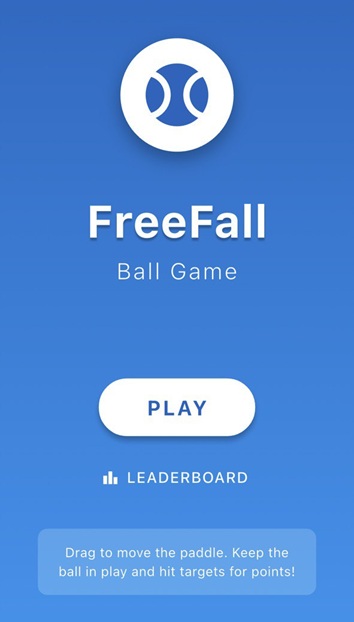 FreeFall
Ball Game
PLAY
LEADERBOARD
Drag to move the paddle. Keep the
ball in play and hit targets for points!